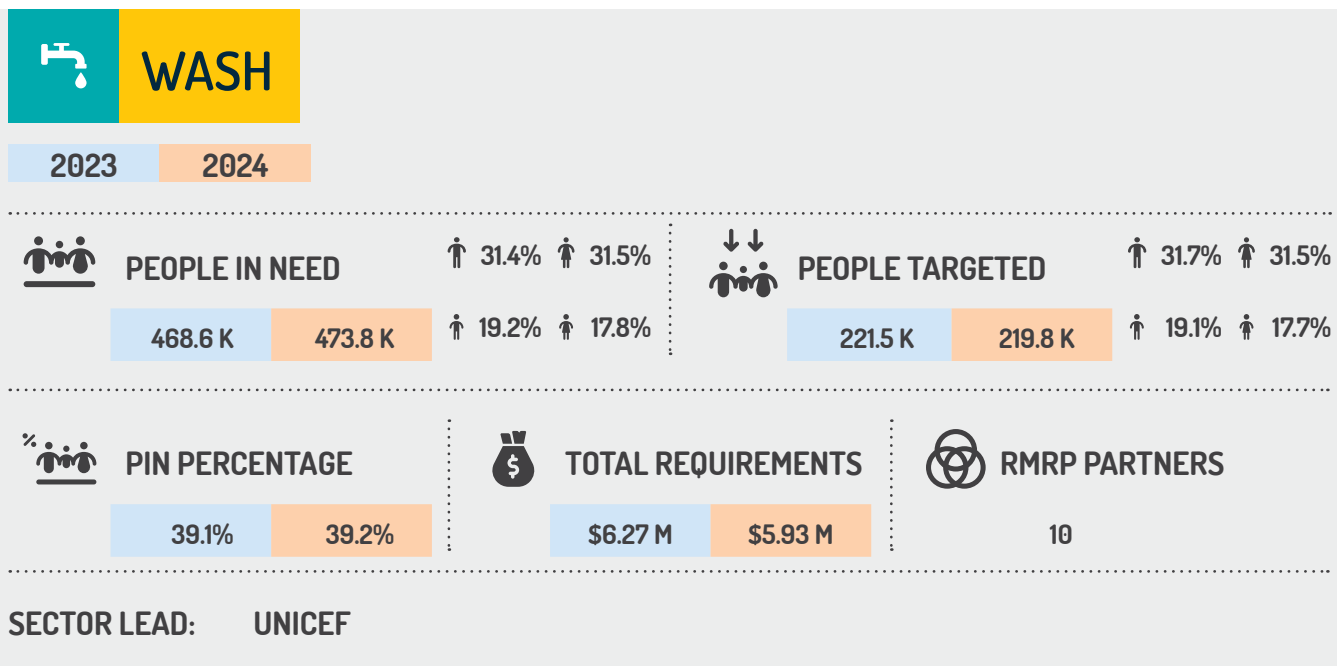 WASH
2023 2024
PEOPLE IN NEED
31.4% 31.5%
468.6 K 473.8 K
19.2% 17.8%
PEOPLE TARGETED
31.7% 31.5%
221.5 K 219.8 K
19.1% 17.7%
% PIN PERCENTAGE
39.1% 39.2%
$ TOTAL REQUIREMENTS
$6.27 M $5.93 M
RMRP PARTNERS
10
SECTOR LEAD: UNICEF